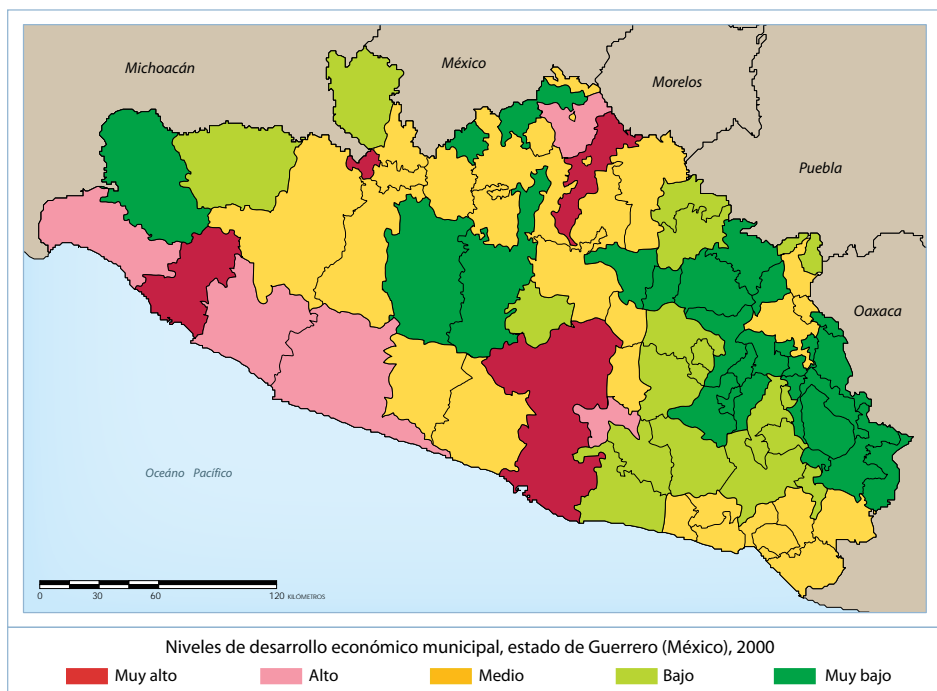 Michoacán
México
Morelos
Puebla
Oaxaca
Oceáno Pacífico
0 30 60 120 KILÓMETROS
Niveles de desarrollo económico municipal, estado de Guerrero (México), 2000
Muy alto Alto Medio Bajo Muy bajo